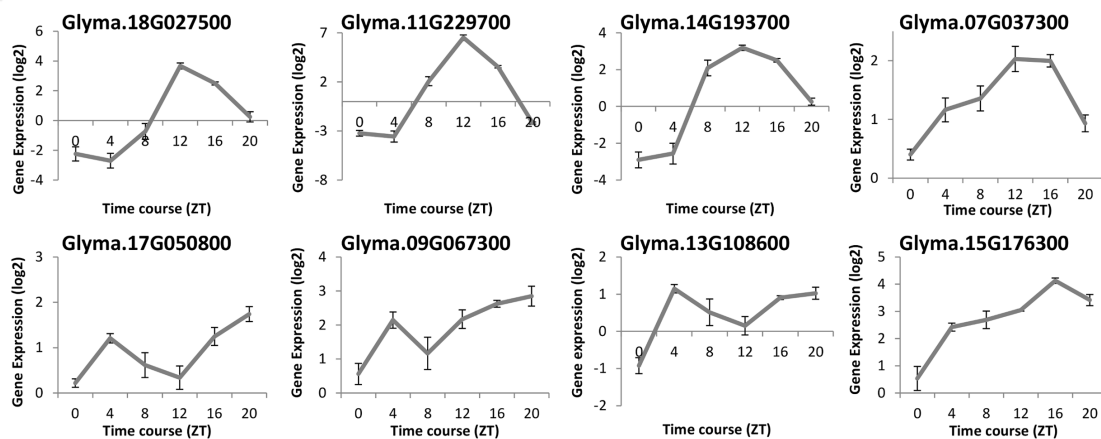 Glyma.18G027500
Gene Expression (log2)
6
4
2
0
-2
-4
0 4 8 12 16 20
Time course (ZT)
Glyma.11G229700
Gene Expression (log2)
7
2
-3
-8
0 4 8 12 16 20
Time course (ZT)
Glyma.14G193700
Gene Expression (log2)
4
2
0
-2
-4
0 4 8 12 16 20
Time course (ZT)
Glyma.07G037300
Gene Expression (log2)
2
1
0
0 4 8 12 16 20
Time course (ZT)
Glyma.17G050800
Gene Expression (log2)
3
2
1
0
0 4 8 12 16 20
Time course (ZT)
Glyma.09G067300
Gene Expression (log2)
4
3
2
1
0
0 4 8 12 16 20
Time course (ZT)
Glyma.13G108600
Gene Expression (log2)
2
1
0
-1
-2
0 4 8 12 16 20
Time course (ZT)
Glyma.15G176300
Gene Expression (log2)
5
4
3
2
1
0
0 4 8 12 16 20
Time course (ZT)